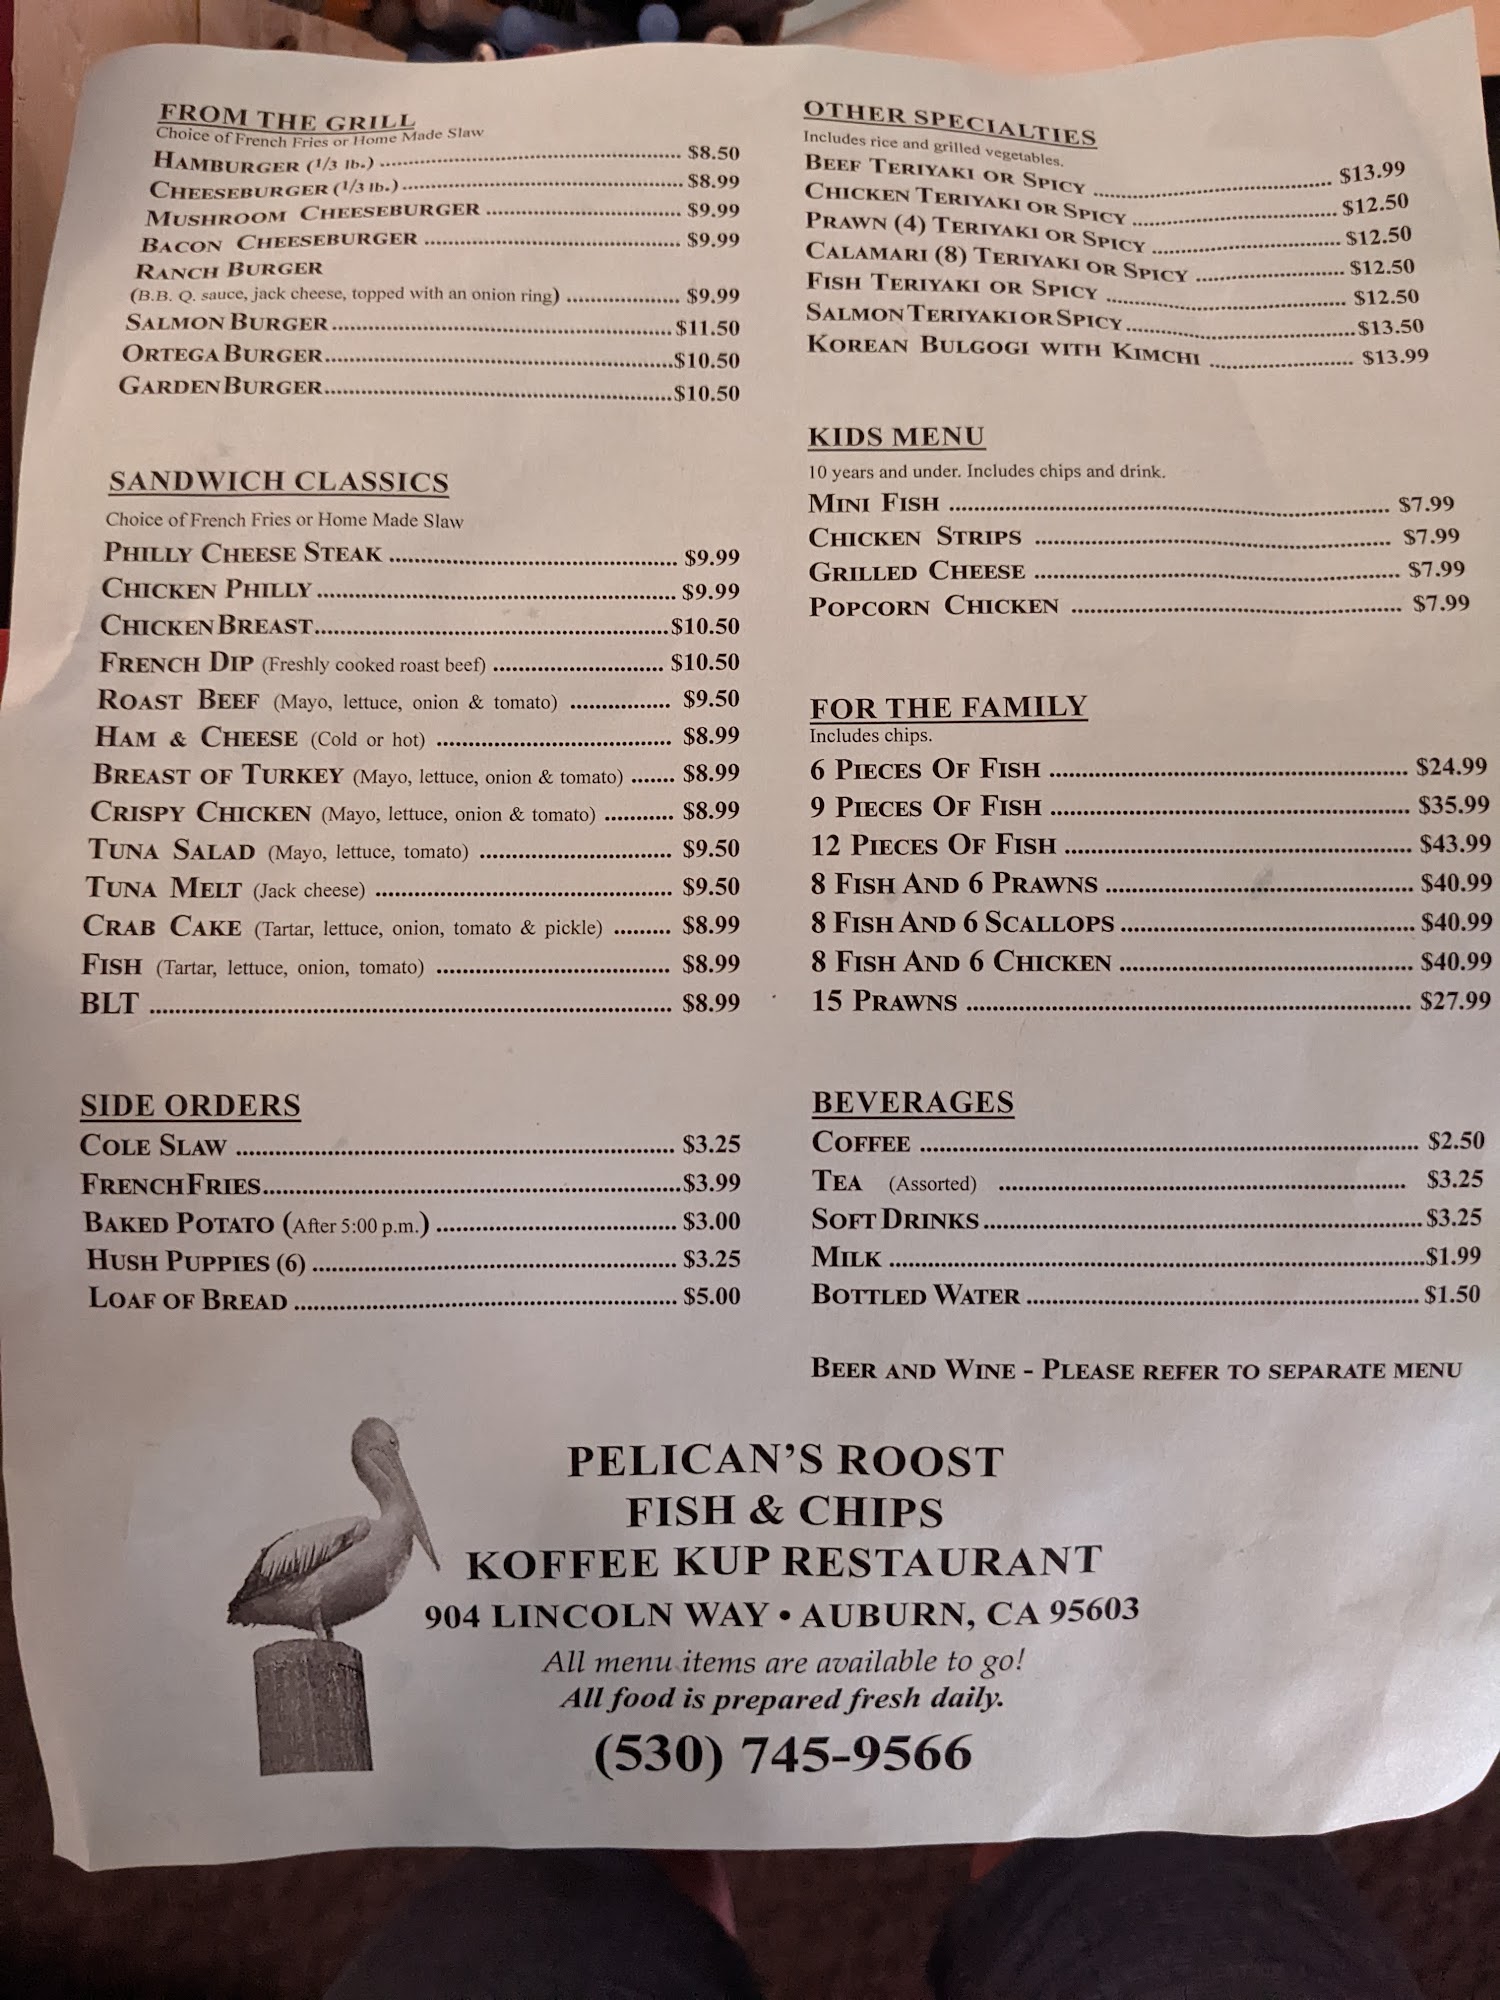 FROM THE GRILL
Choice of French Fries or Home Made Slaw
HAMBURGER (1/3 lb.) $8.50
CHEESEBURGER (1/3 lb.) $8.99
MUSHROOM CHEESEBURGER $9.99
BACON CHEESEBURGER $9.99
RANCH BURGER
(B.B. Q. sauce, jack cheese, topped with an onion ring) $9.99
SALMON BURGER $11.50
ORTEGA BURGER $10.50
GARDEN BURGER $10.50
SANDWICH CLASSICS
Choice of French Fries or Home Made Slaw
PHILLY CHEESE STEAK $9.99
CHICKEN PHILLY $9.99
CHICKEN BREAST $10.50
FRENCH DIP (Freshly cooked roast beef) $10.50
ROAST BEEF (Mayo, lettuce, onion & tomato) $9.50
HAM & CHEESE (Cold or hot) $8.99
BREAST OF TURKEY (Mayo, lettuce, onion & tomato) $8.99
CRISPY CHICKEN (Mayo, lettuce, onion & tomato) $8.99
TUNA SALAD (Mayo, lettuce, tomato) $9.50
TUNA MELT (Jack cheese) $9.50
CRAB CAKE (Tartar, lettuce, onion, tomato & pickle) $8.99
FISH (Tartar, lettuce, onion, tomato) $8.99
BLT $8.99
SIDE ORDERS
COLE SLAW $3.25
FRENCH FRIES $3.99
BAKED POTATO (After 5:00 p.m.) $3.00
HUSH PUPPIES (6) $3.25
LOAF OF BREAD $5.00
OTHER SPECIALTIES
Includes rice and grilled vegetables.
BEEF TERIYAKI OR SPICY $13.99
CHICKEN TERIYAKI OR SPICY $12.50
PRAWN (4) TERIYAKI OR SPICY $12.50
CALAMARI (8) TERIYAKI OR SPICY $12.50
FISH TERIYAKI OR SPICY $12.50
SALMON TERIYAKI OR SPICY $13.50
KOREAN BULGOGI WITH KIMCHI $13.99
KIDS MENU
10 years and under. Includes chips and drink.
MINI FISH $7.99
CHICKEN STRIPS $7.99
GRILLED CHEESE $7.99
POPCORN CHICKEN $7.99
FOR THE FAMILY
Includes chips.
6 PIECES OF FISH $24.99
9 PIECES OF FISH $35.99
12 PIECES OF FISH $43.99
8 FISH AND 6 PRAWNS $40.99
8 FISH AND 6 SCALLOPS $40.99
8 FISH AND 6 CHICKEN $40.99
15 PRAWNS $27.99
BEVERAGES
COFFEE $2.50
TEA (Assorted) $3.25
SOFT DRINKS $3.25
MILK $1.99
BOTTLED WATER $1.50
BEER AND WINE - PLEASE REFER TO SEPARATE MENU
PELICAN'S ROOST
FISH & CHIPS
KOFFEE KUP RESTAURANT
904 LINCOLN WAY • AUBURN, CA 95603
All menu items are available to go!
All food is prepared fresh daily.
(530) 745-9566